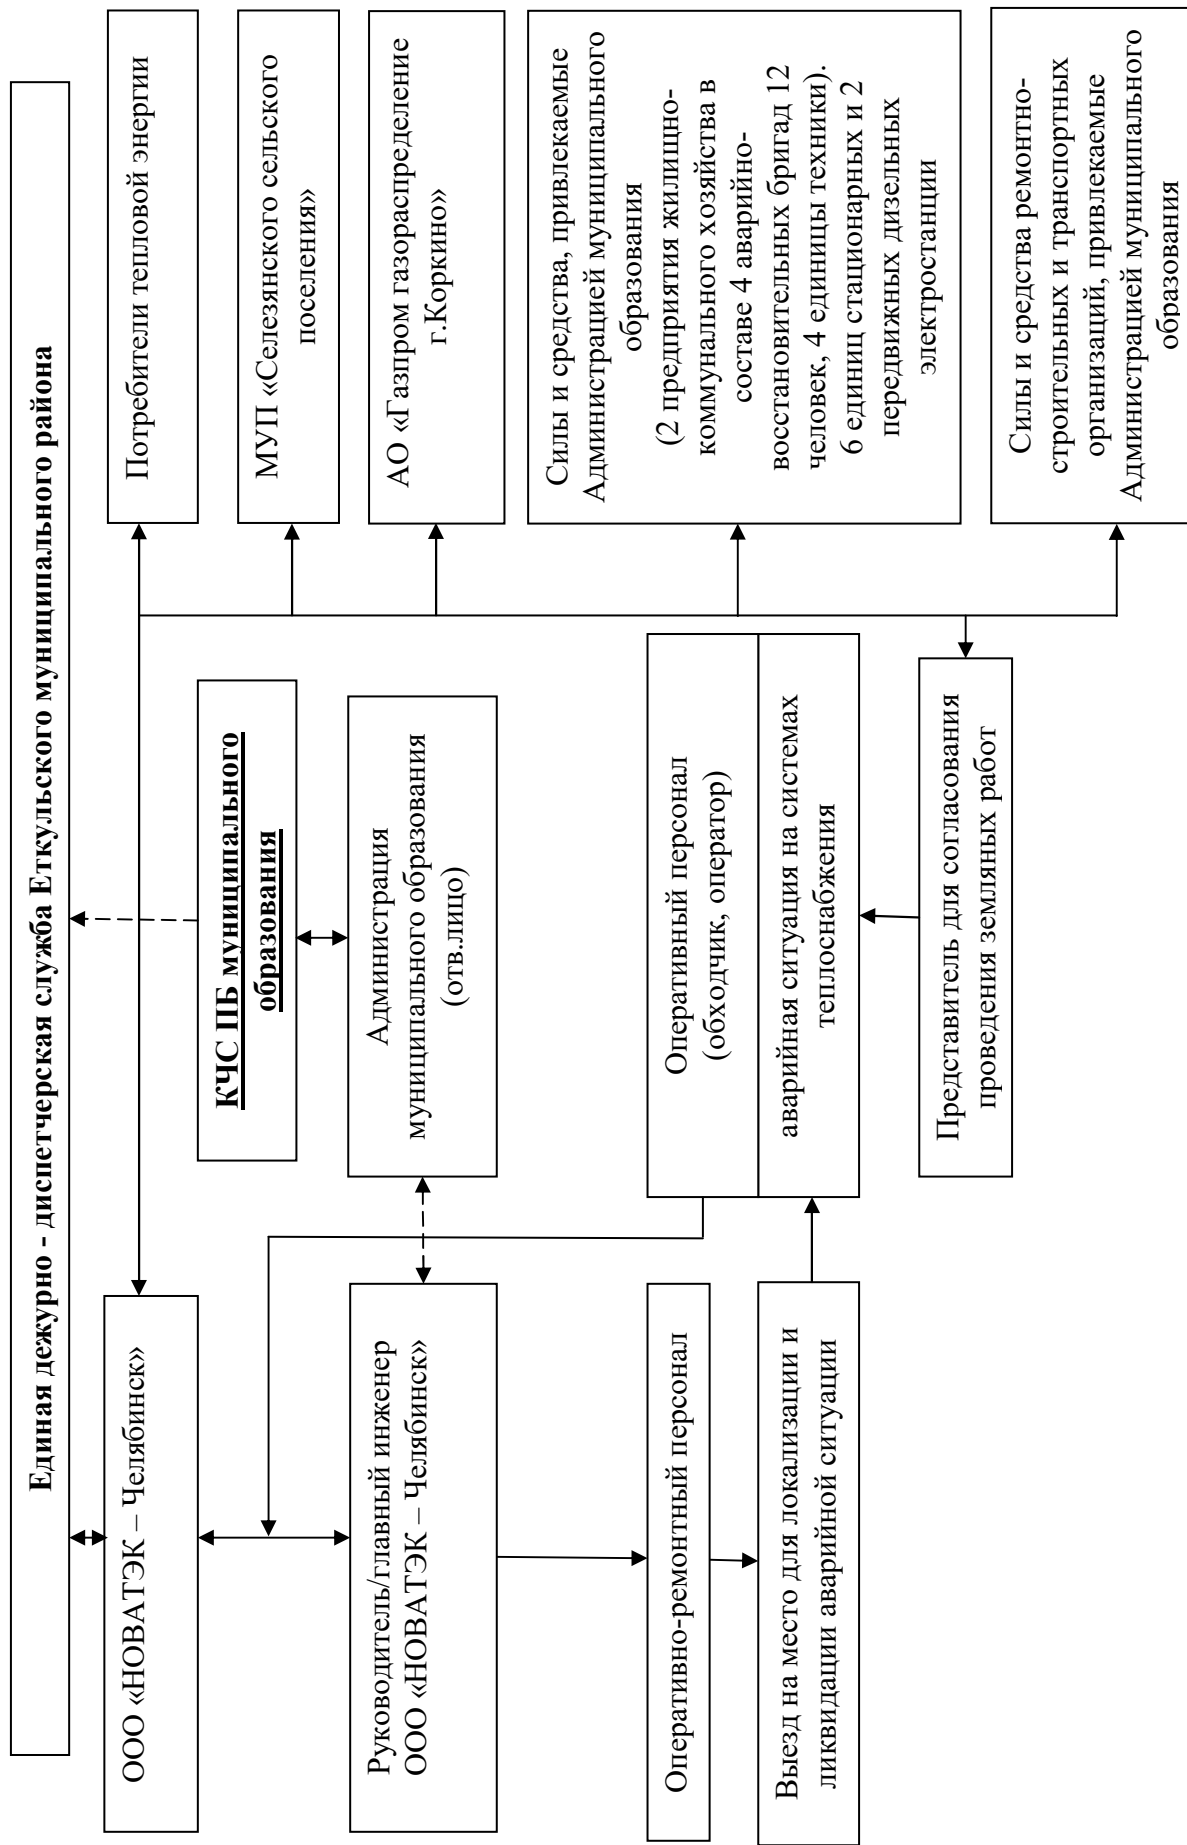 Единая дежурно - диспетчерская служба Еткульского муниципального района
ООО «НОВАТЭК – Челябинск»
Руководитель/главный инженер
ООО «НОВАТЭК – Челябинск»
Оперативно-ремонтный персонал
Выезд на место для локализации и
ликвидации аварийной ситуации
КЧС ПБ муниципального
образования
Администрация
муниципального образования
(отв.лицо)
Оперативный персонал
(обходчик, оператор)
аварийная ситуация на системах
теплоснабжения
Представитель для согласования
проведения земляных работ
Потребители тепловой энергии
МУП «Селезянского сельского
поселения»
АО «Газпром газораспределение
г.Коркино»
Силы и средства, привлекаемые
Администрацией муниципального
образования
(2 предприятия жилищно-
коммунального хозяйства в
составе 4 аварийно-
восстановительных бригад 12
человек, 4 единицы техники).
6 единиц стационарных и 2
передвижных дизельных
электростанции
Силы и средства ремонтно-
строительных и транспортных
организаций, привлекаемые
Администрацией муниципального
образования